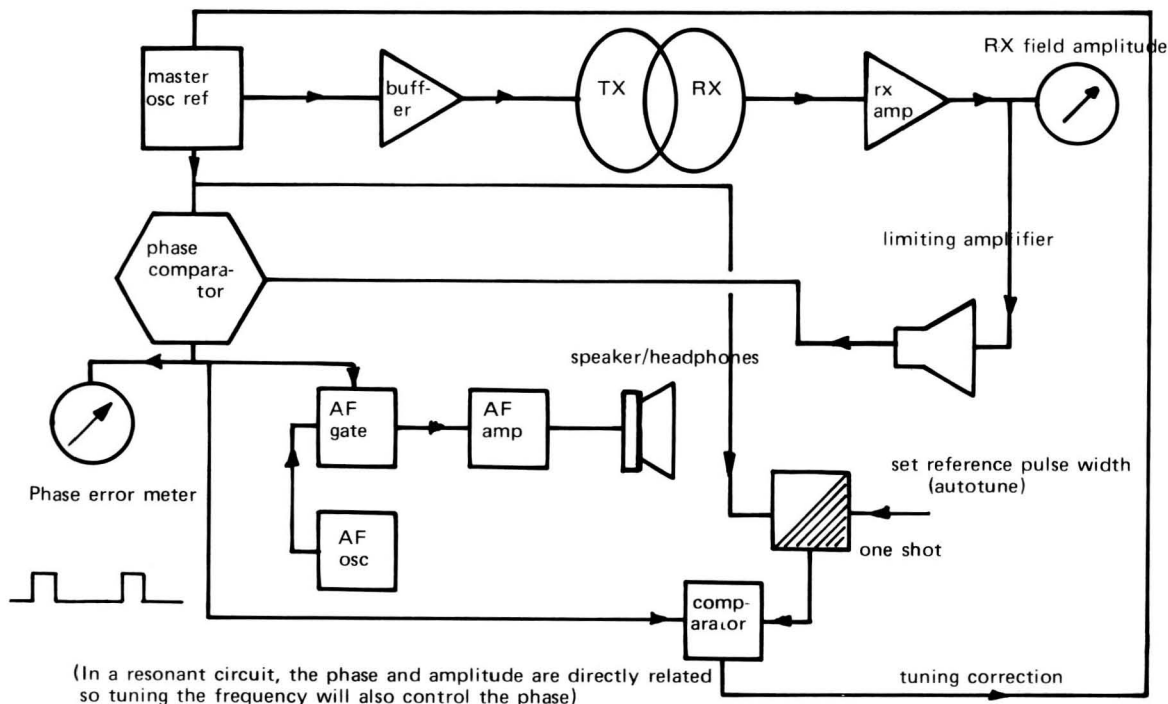 master
osc ref
buff-
er
TX
RX
rx
amp
RX field amplitude
phase
compara-
tor
limiting amplifier
speaker/headphones
AF
gate
AF
amp
Phase error meter
AF
osc
set reference pulse width
(autotune)
one shot
comp-
arator
(In a resonant circuit, the phase and amplitude are directly related
so tuning the frequency will also control the phase)
tuning correction